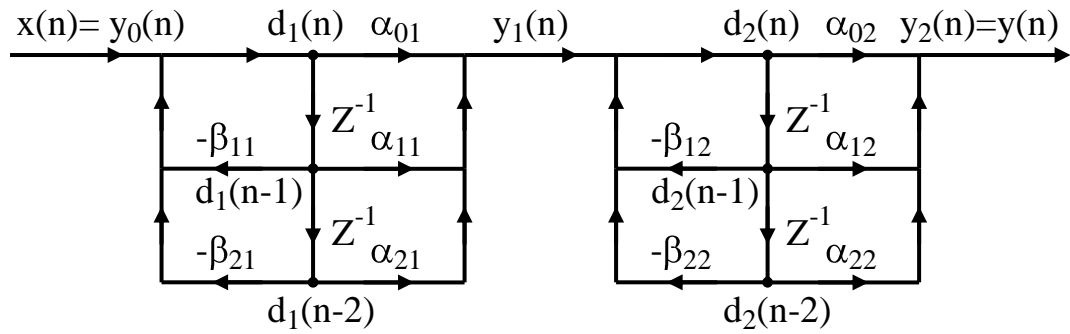 x(n)= y₀(n) d₁(n) α₀₁ y₁(n) d₂(n) α₀₂ y₂(n)=y(n)
-β₁₁ Z⁻¹ α₁₁ -β₁₂ Z⁻¹ α₁₂
d₁(n-1) d₂(n-1)
-β₂₁ Z⁻¹ α₂₁ -β₂₂ Z⁻¹ α₂₂
d₁(n-2) d₂(n-2)